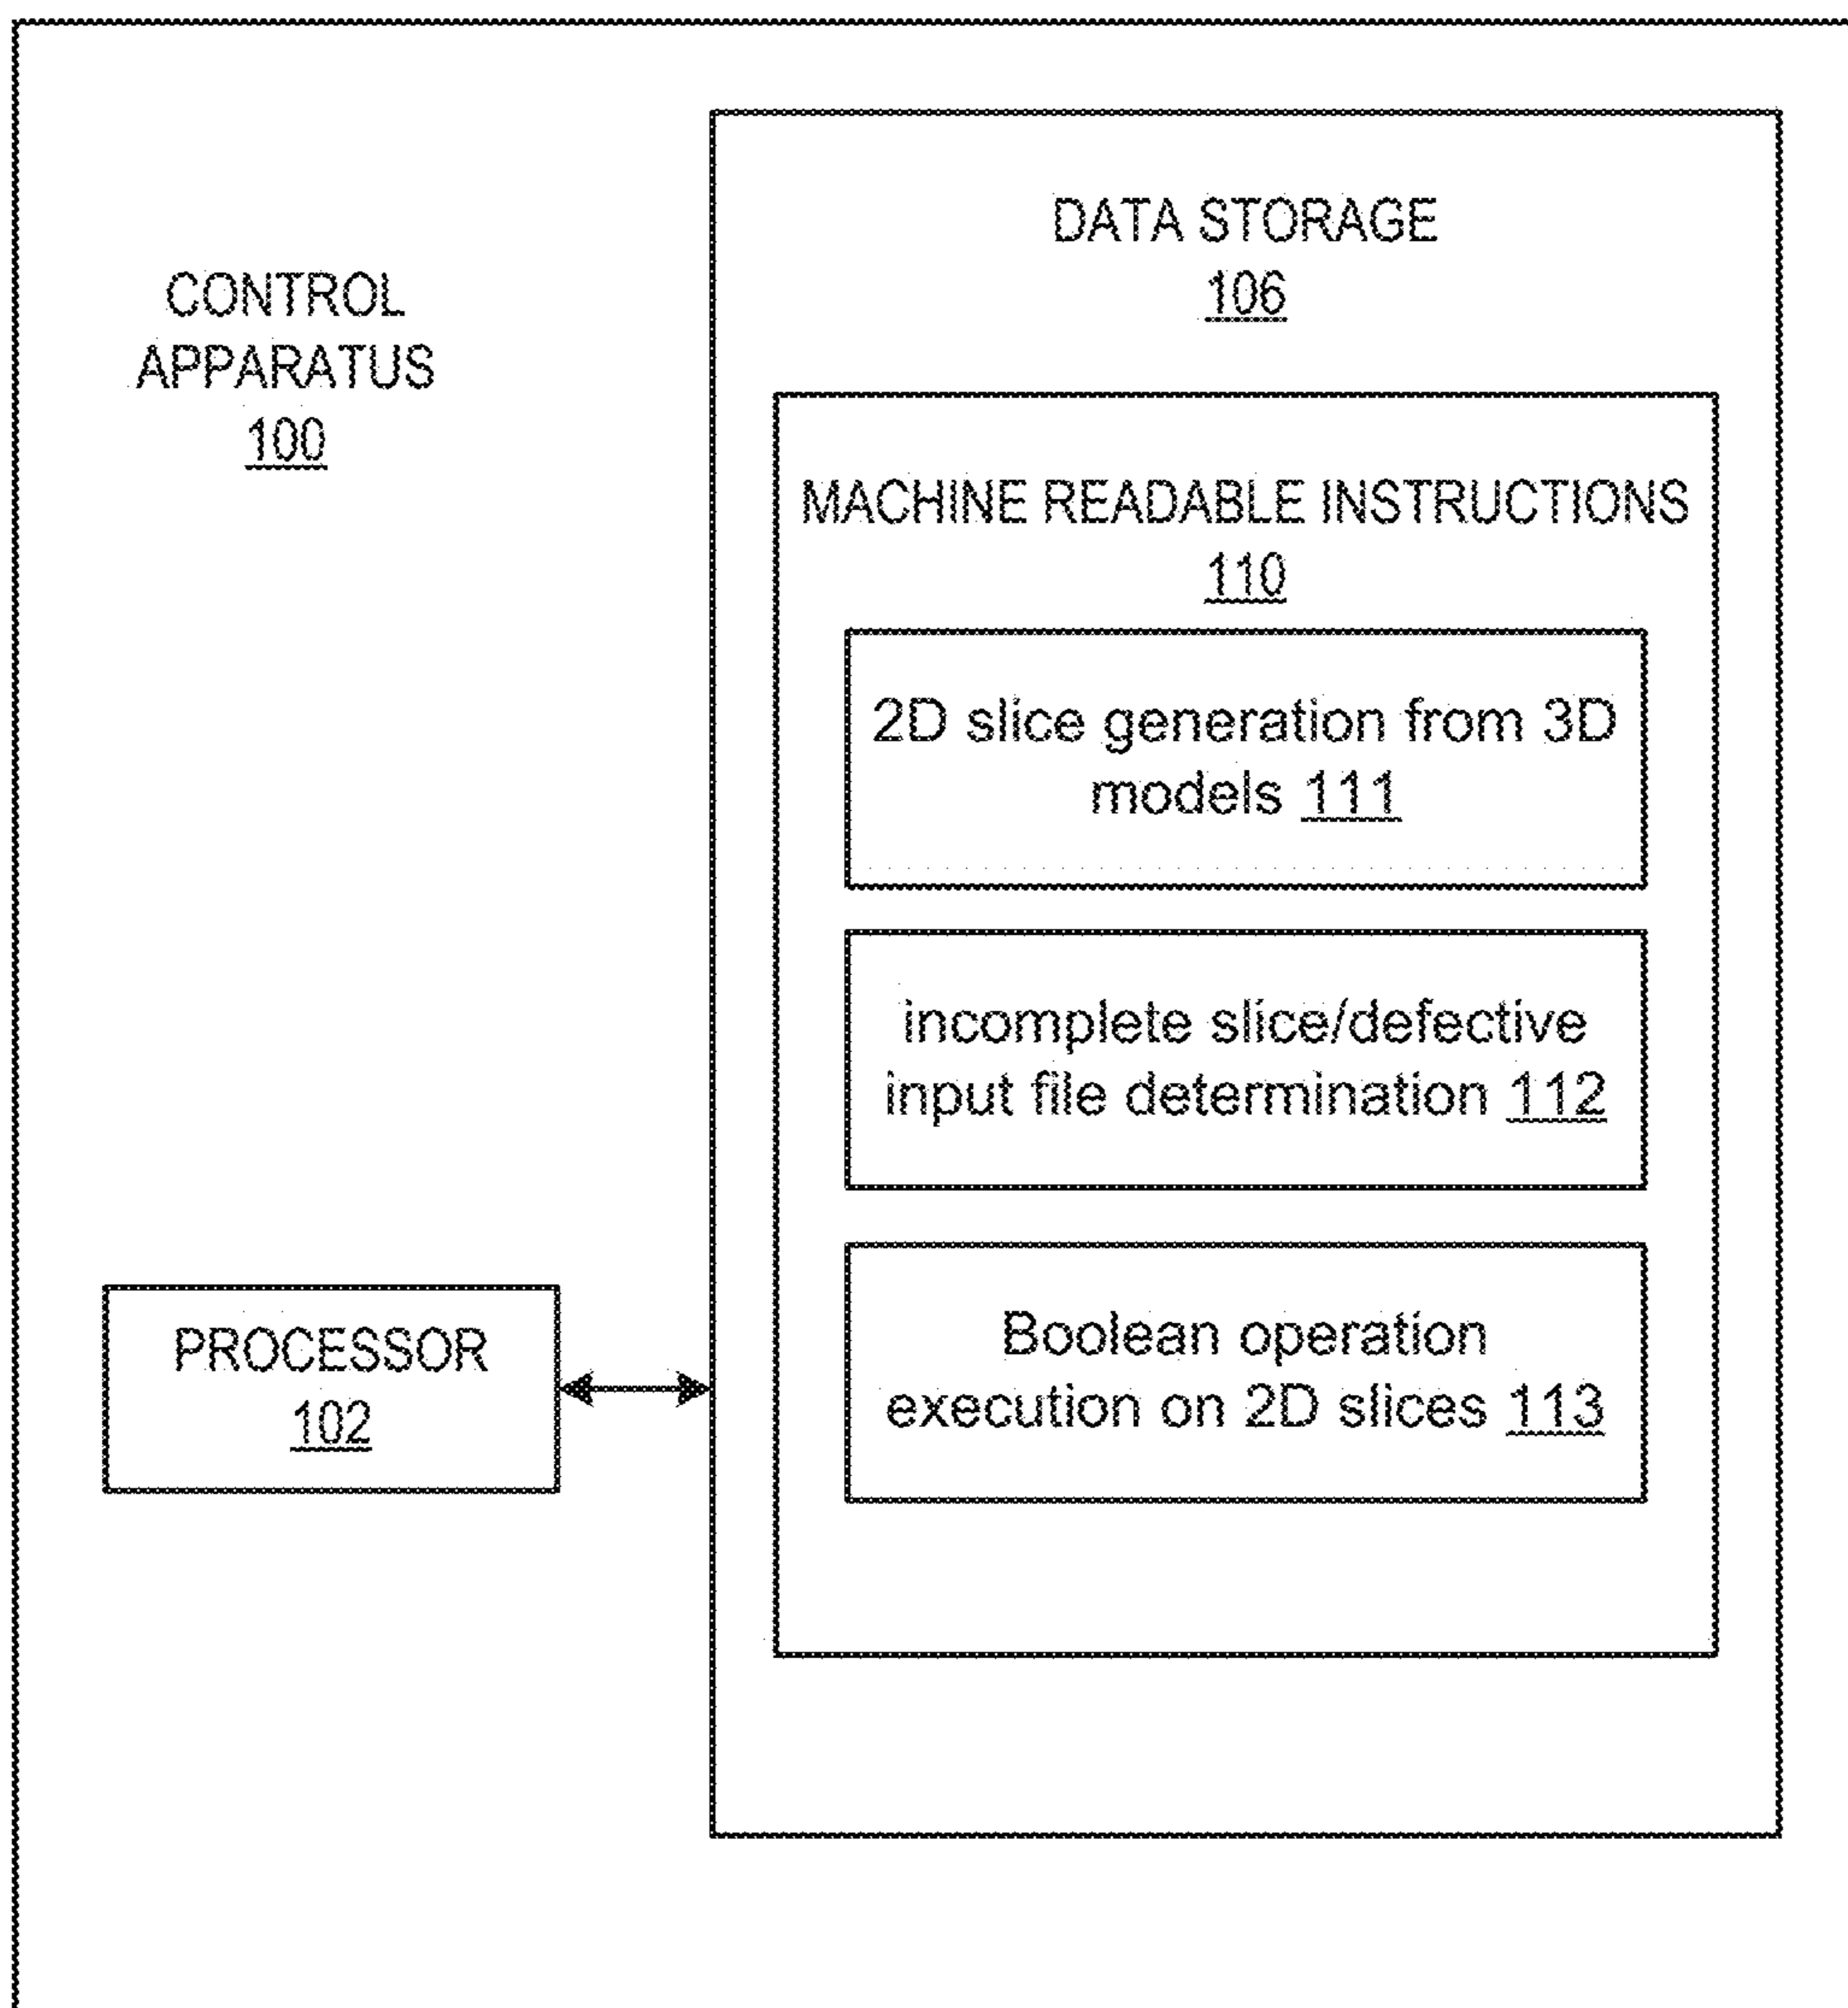 CONTROL
APPARATUS
100
DATA STORAGE
106
MACHINE READABLE INSTRUCTIONS
110
2D slice generation from 3D
models 111
incomplete slice/defective
input file determination 112
Boolean operation
execution on 2D slices 113
PROCESSOR
102